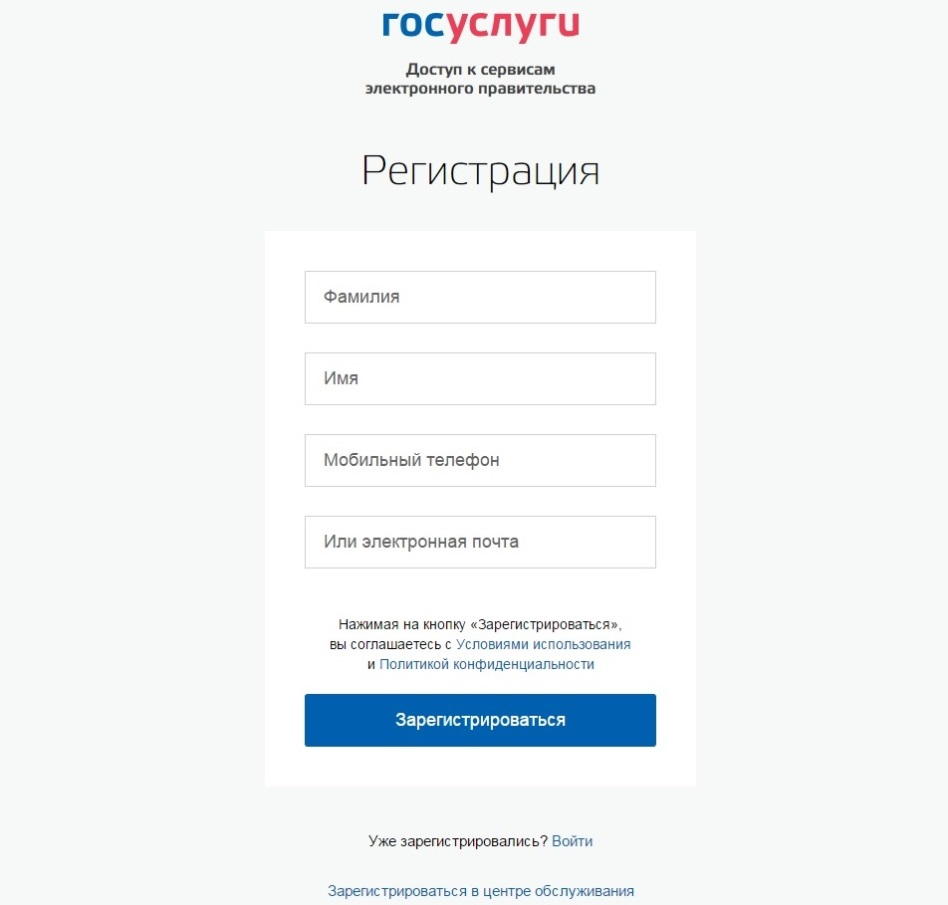 госуслуги
Доступ к сервисам
электронного правительства
Регистрация
Фамилия
Имя
Мобильный телефон
Или электронная почта
Нажимая на кнопку «Зарегистрироваться»,
вы соглашаетесь с Условиями использования
и Политикой конфиденциальности
Зарегистрироваться
Уже зарегистрировались? Войти
Зарегистрироваться в центре обслуживания